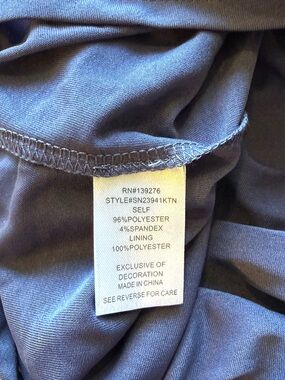 RN#139276
STYLE#SN23941KTN
SELF
96%POLYESTER
4%SPANDEX
LINING
100%POLYESTER
EXCLUSIVE OF
DECORATION
MADE IN CHINA
SEE REVERSE FOR CARE